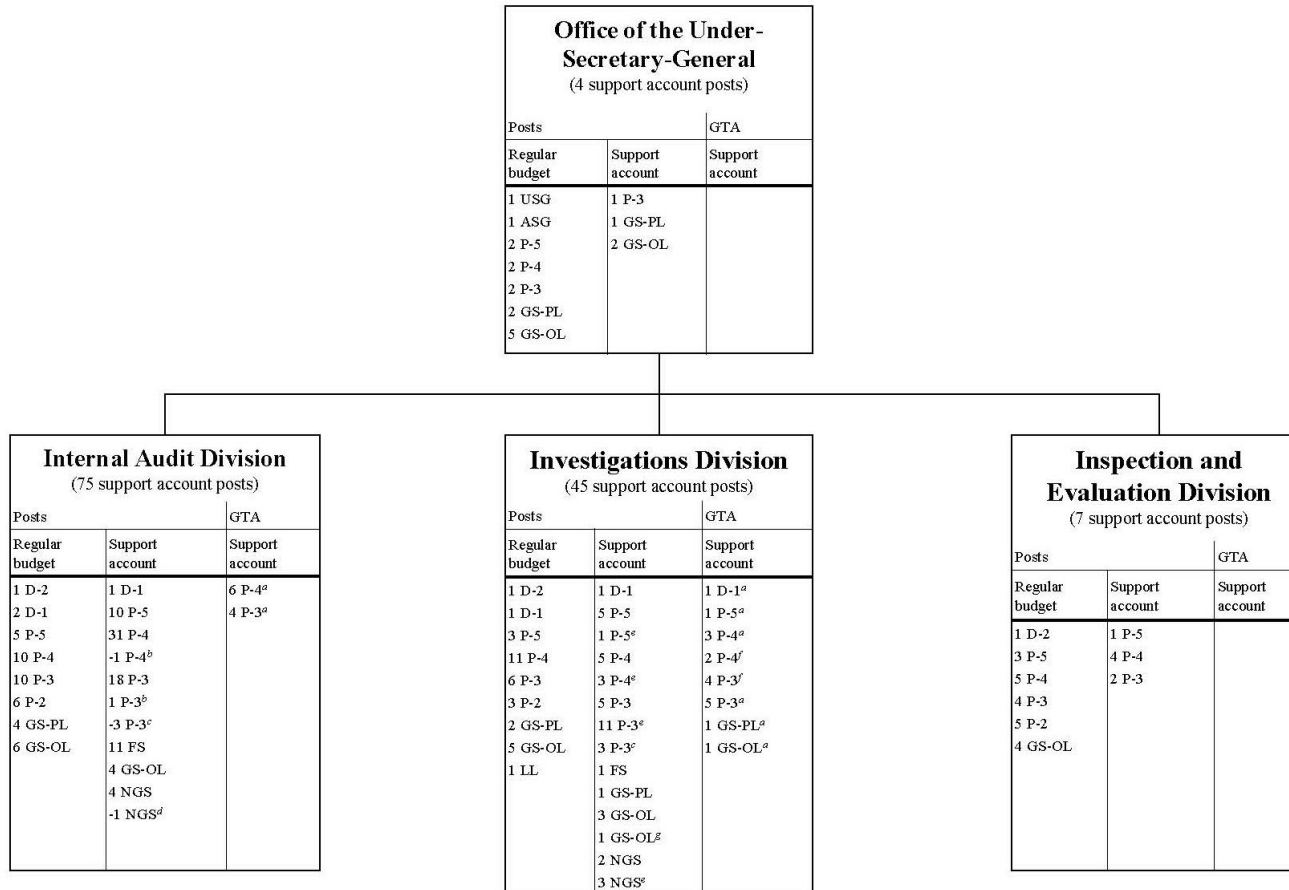 Office of the Under-
Secretary-General
(4 support account posts)
Posts GTA
Regular budget Support account Support account
1 USG 1 P-3
1 ASG 1 GS-PL
2 P-5 2 GS-OL
2 P-4
2 P-3
2 GS-PL
5 GS-OL
Internal Audit Division
(75 support account posts)
Posts GTA
Regular budget Support account Support account
1 D-2 1 D-1 6 P-4ᵃ
2 D-1 10 P-5 4 P-3ᵃ
5 P-5 31 P-4
10 P-4 -1 P-4ᵇ
10 P-3 18 P-3
6 P-2 1 P-3ᵇ
4 GS-PL -3 P-3ᶜ
6 GS-OL 11 FS
4 GS-OL
4 NGS
-1 NGSᵈ
Investigations Division
(45 support account posts)
Posts GTA
Regular budget Support account Support account
1 D-2 1 D-1 1 D-1ᵃ
1 D-1 5 P-5 1 P-5ᵃ
3 P-5 1 P-5ᵉ 3 P-4ᵃ
11 P-4 5 P-4 2 P-4ᶠ
6 P-3 3 P-4ᵉ 4 P-3ᶠ
3 P-2 5 P-3 5 P-3ᵃ
2 GS-PL 11 P-3ᵉ 1 GS-PLᵃ
5 GS-OL 3 P-3ᶜ 1 GS-OLᵃ
1 LL 1 FS
1 GS-PL
3 GS-OL
1 GS-OLᵍ
2 NGS
3 NGSᵉ
Inspection and
Evaluation Division
(7 support account posts)
Posts GTA
Regular budget Support account Support account
1 D-2 1 P-5
3 P-5 4 P-4
5 P-4 2 P-3
4 P-3
5 P-2
4 GS-OL